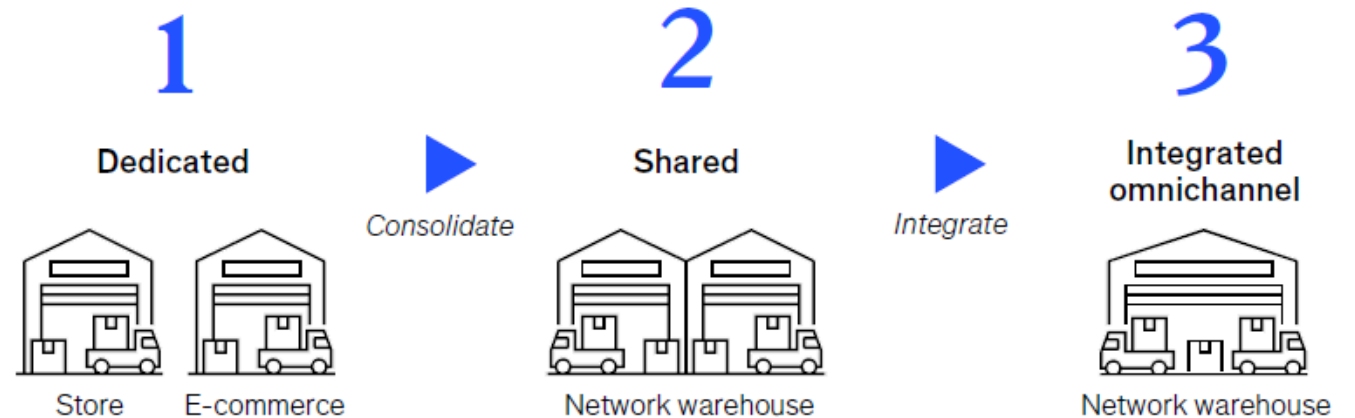 1
2
3
Dedicated
Shared
Integrated
omnichannel
Consolidate
Integrate
Store
E-commerce
Network warehouse
Network warehouse